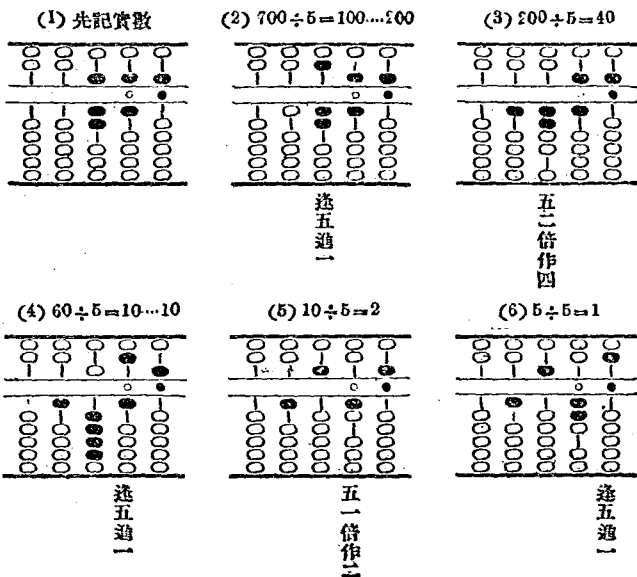 (1) 先記實數
(2) 700÷5=100....200
(3) 200÷5=40
逢五進一
五二倍作四
(4) 60÷5=10...10
(5) 10÷5=2
(6) 5÷5=1
逢五進一
五一倍作二
逢五進一